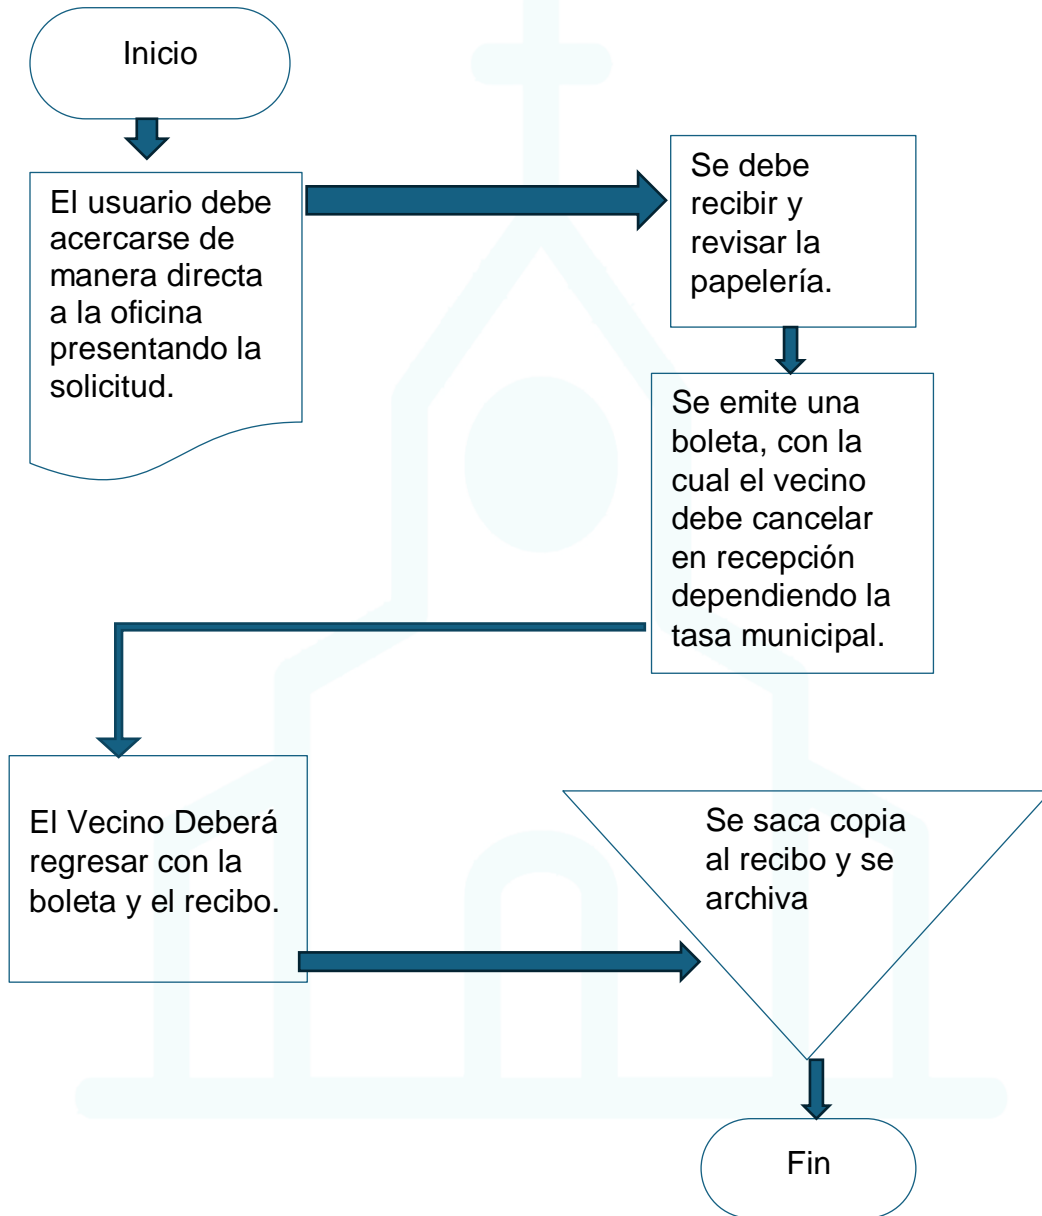 Inicio
El usuario debe
acercarse de
manera directa
a la oficina
presentando la
solicitud.
Se debe
recibir y
revisar la
papelería.
Se emite una
boleta, con la
cual el vecino
debe cancelar
en recepción
dependiendo la
tasa municipal.
El Vecino Deberá
regresar con la
boleta y el recibo.
Se saca copia
al recibo y se
archiva
Fin